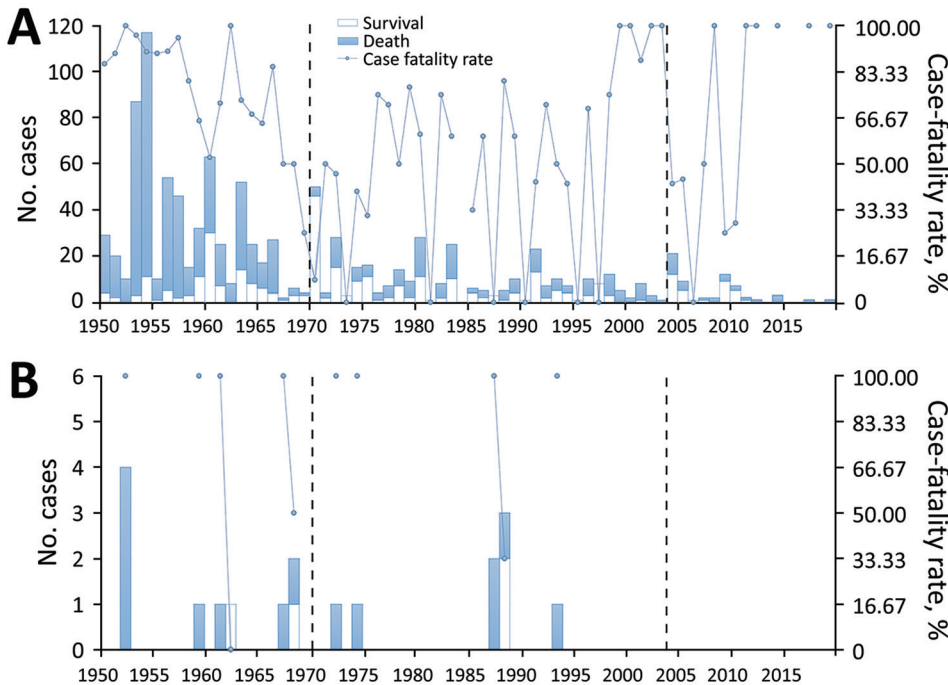 A
Survival
Death
Case fatality rate
No. cases
120
100
80
60
40
20
0
Case-fatality rate, %
100.00
83.33
66.67
50.00
33.33
16.67
0
1950 1955 1960 1965 1970 1975 1980 1985 1990 1995 2000 2005 2010 2015
B
No. cases
6
5
4
3
2
1
0
Case-fatality rate, %
100.00
83.33
66.67
50.00
33.33
16.67
0
1950 1955 1960 1965 1970 1975 1980 1985 1990 1995 2000 2005 2010 2015